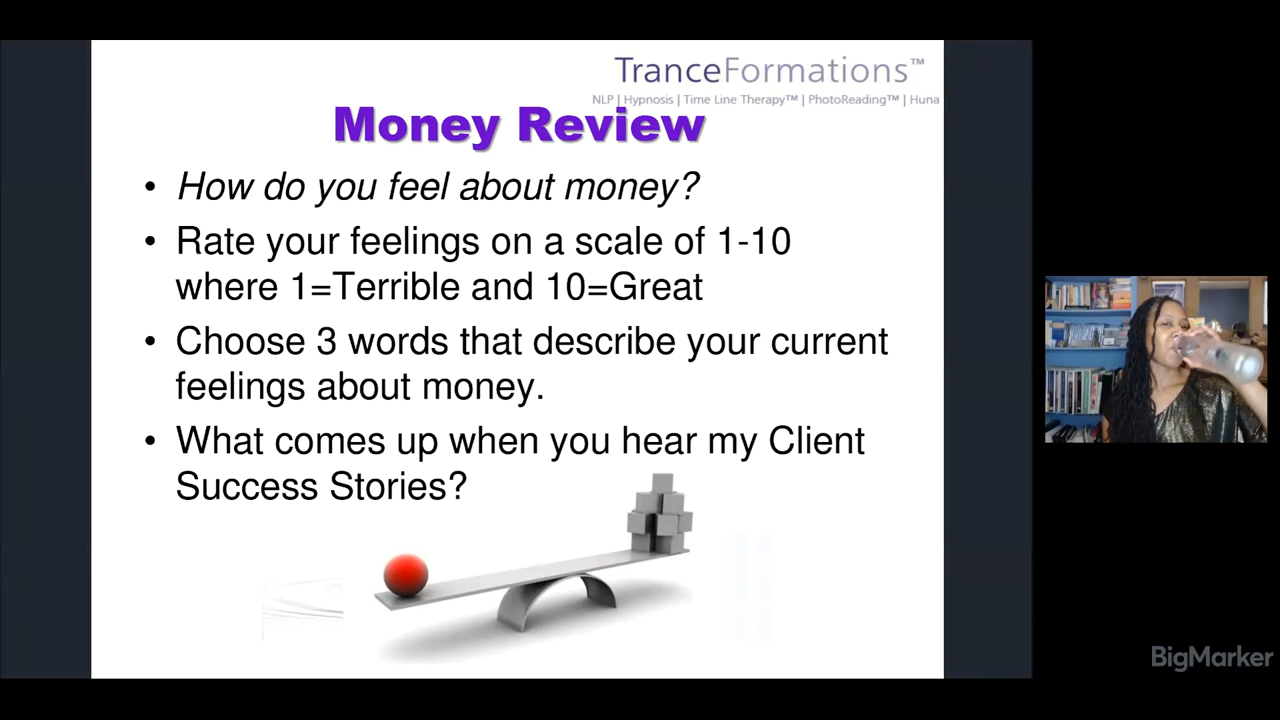 TranceFormations™
NLP | Hypnosis | Time Line Therapy™ | PhotoReading™ | Huna
Money Review
• How do you feel about money?
• Rate your feelings on a scale of 1-10
where 1=Terrible and 10=Great
• Choose 3 words that describe your current
feelings about money.
• What comes up when you hear my Client
Success Stories?
BigMarker